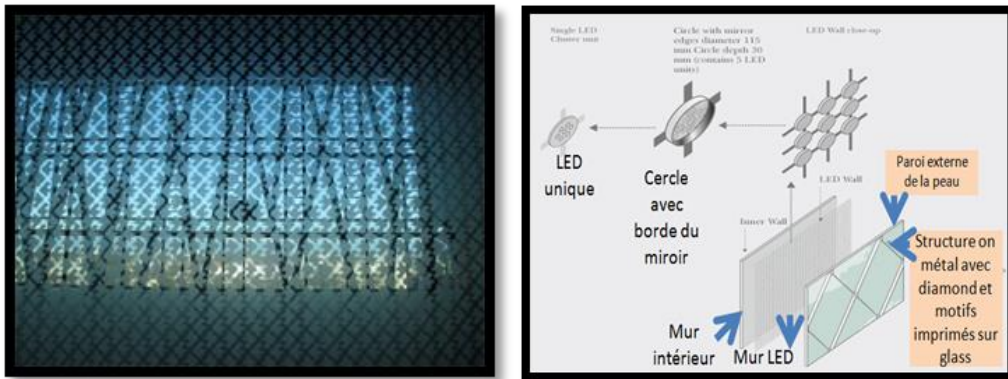 Single LED
Cluster unit
Circle with mirror
edges diameter 115
mm Circle depth 30
mm (contains 5 LED
units)
LED Wall close-up
LED
unique
Cercle
avec
borde du
miroir
Paroi externe
de la peau
LED Wall
Inner Wall
Structure on
métal avec
diamond et
motifs
imprimés sur
glass
Mur
intérieur
Mur LED